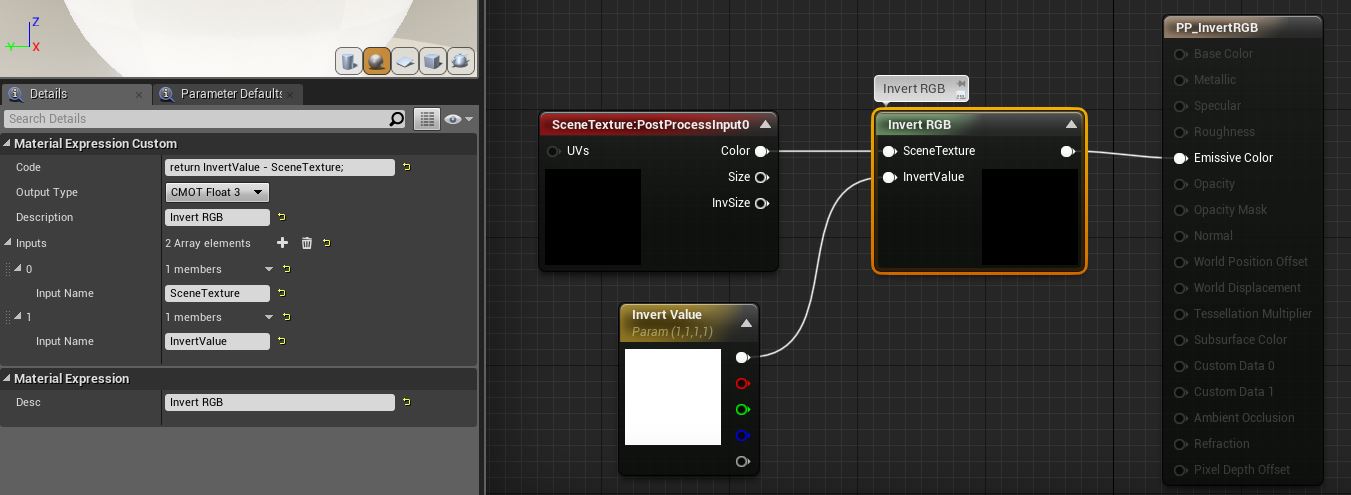 Z
Y
X
Details
Parameter Defaults
Search Details
Material Expression Custom
Code
return InvertValue - SceneTexture;
Output Type
CMOT Float 3
Description
Invert RGB
Inputs
2 Array elements
0
1 members
Input Name
SceneTexture
1
1 members
Input Name
InvertValue
Material Expression
Desc
Invert RGB
SceneTexture:PostProcessInput0
UVs
Color
Size
InvSize
Invert Value
Param (1,1,1,1)
Invert RGB
Invert RGB
SceneTexture
InvertValue
PP_InvertRGB
Base Color
Metallic
Specular
Roughness
Emissive Color
Opacity
Opacity Mask
Normal
World Position Offset
World Displacement
Tessellation Multiplier
Subsurface Color
Custom Data 0
Custom Data 1
Ambient Occlusion
Refraction
Pixel Depth Offset